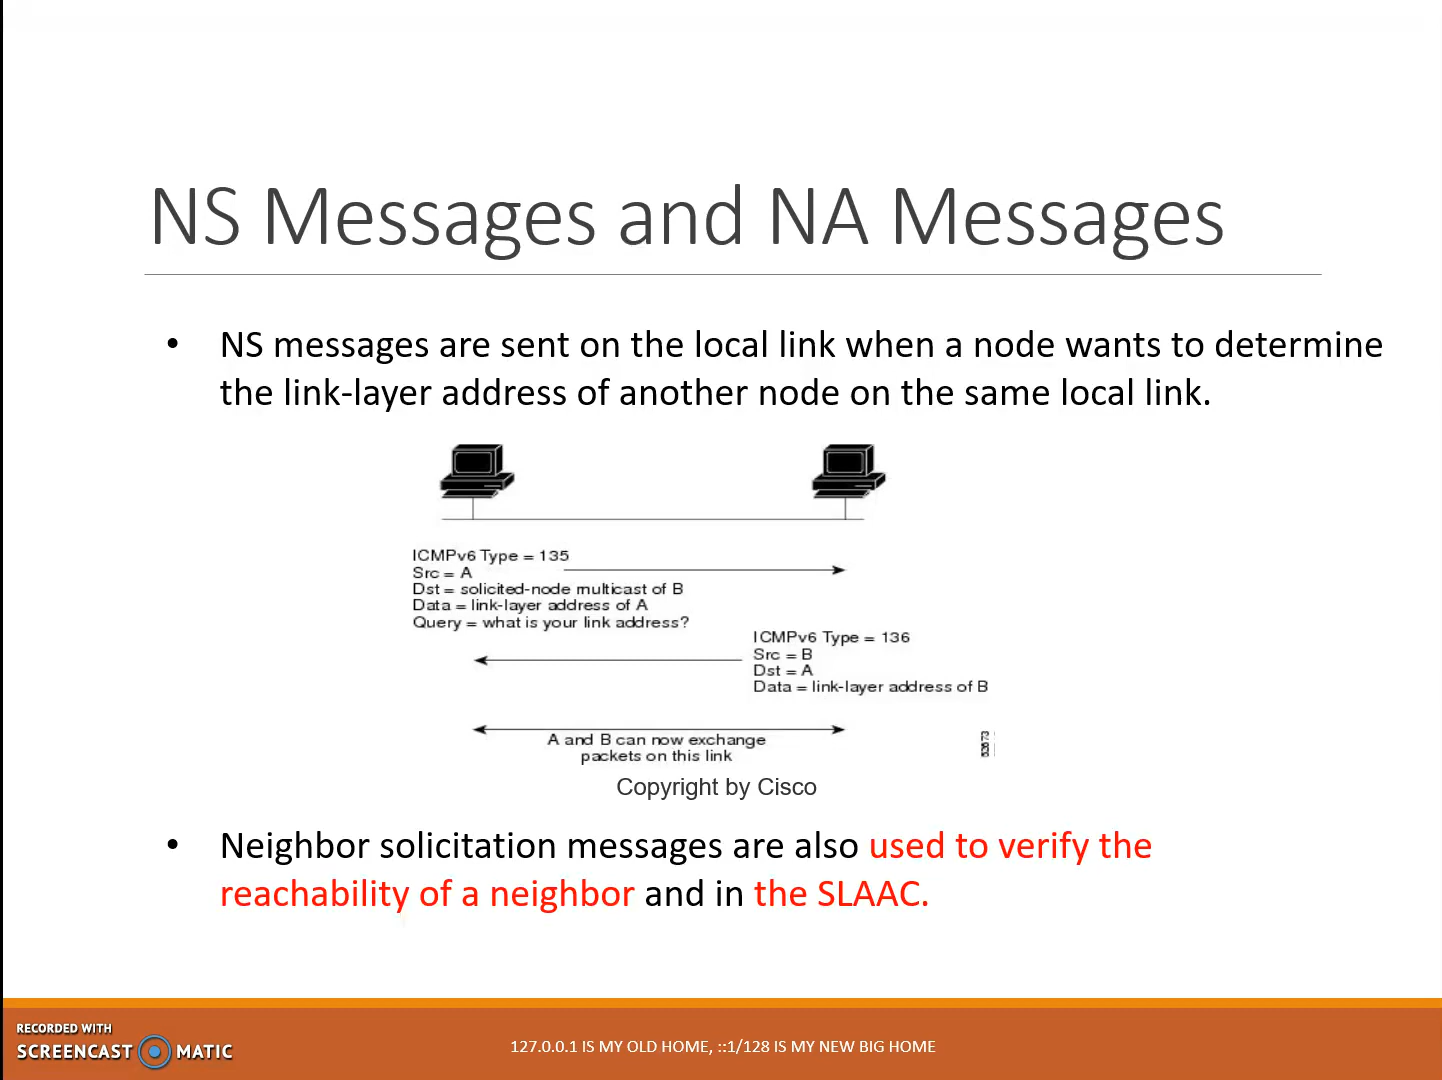 NS Messages and NA Messages
• NS messages are sent on the local link when a node wants to determine
the link-layer address of another node on the same local link.
ICMPv6 Type = 135
Src = A
Dst = solicited-node multicast of B
Data = link-layer address of A
Query = what is your link address?
ICMPv6 Type = 136
Src = B
Dst = A
Data = link-layer address of B
A and B can now exchange
packets on this link
52673
Copyright by Cisco
• Neighbor solicitation messages are also used to verify the
reachability of a neighbor and in the SLAAC.
RECORDED WITH
SCREENCAST MATIC
127.0.0.1 IS MY OLD HOME, ::1/128 IS MY NEW BIG HOME